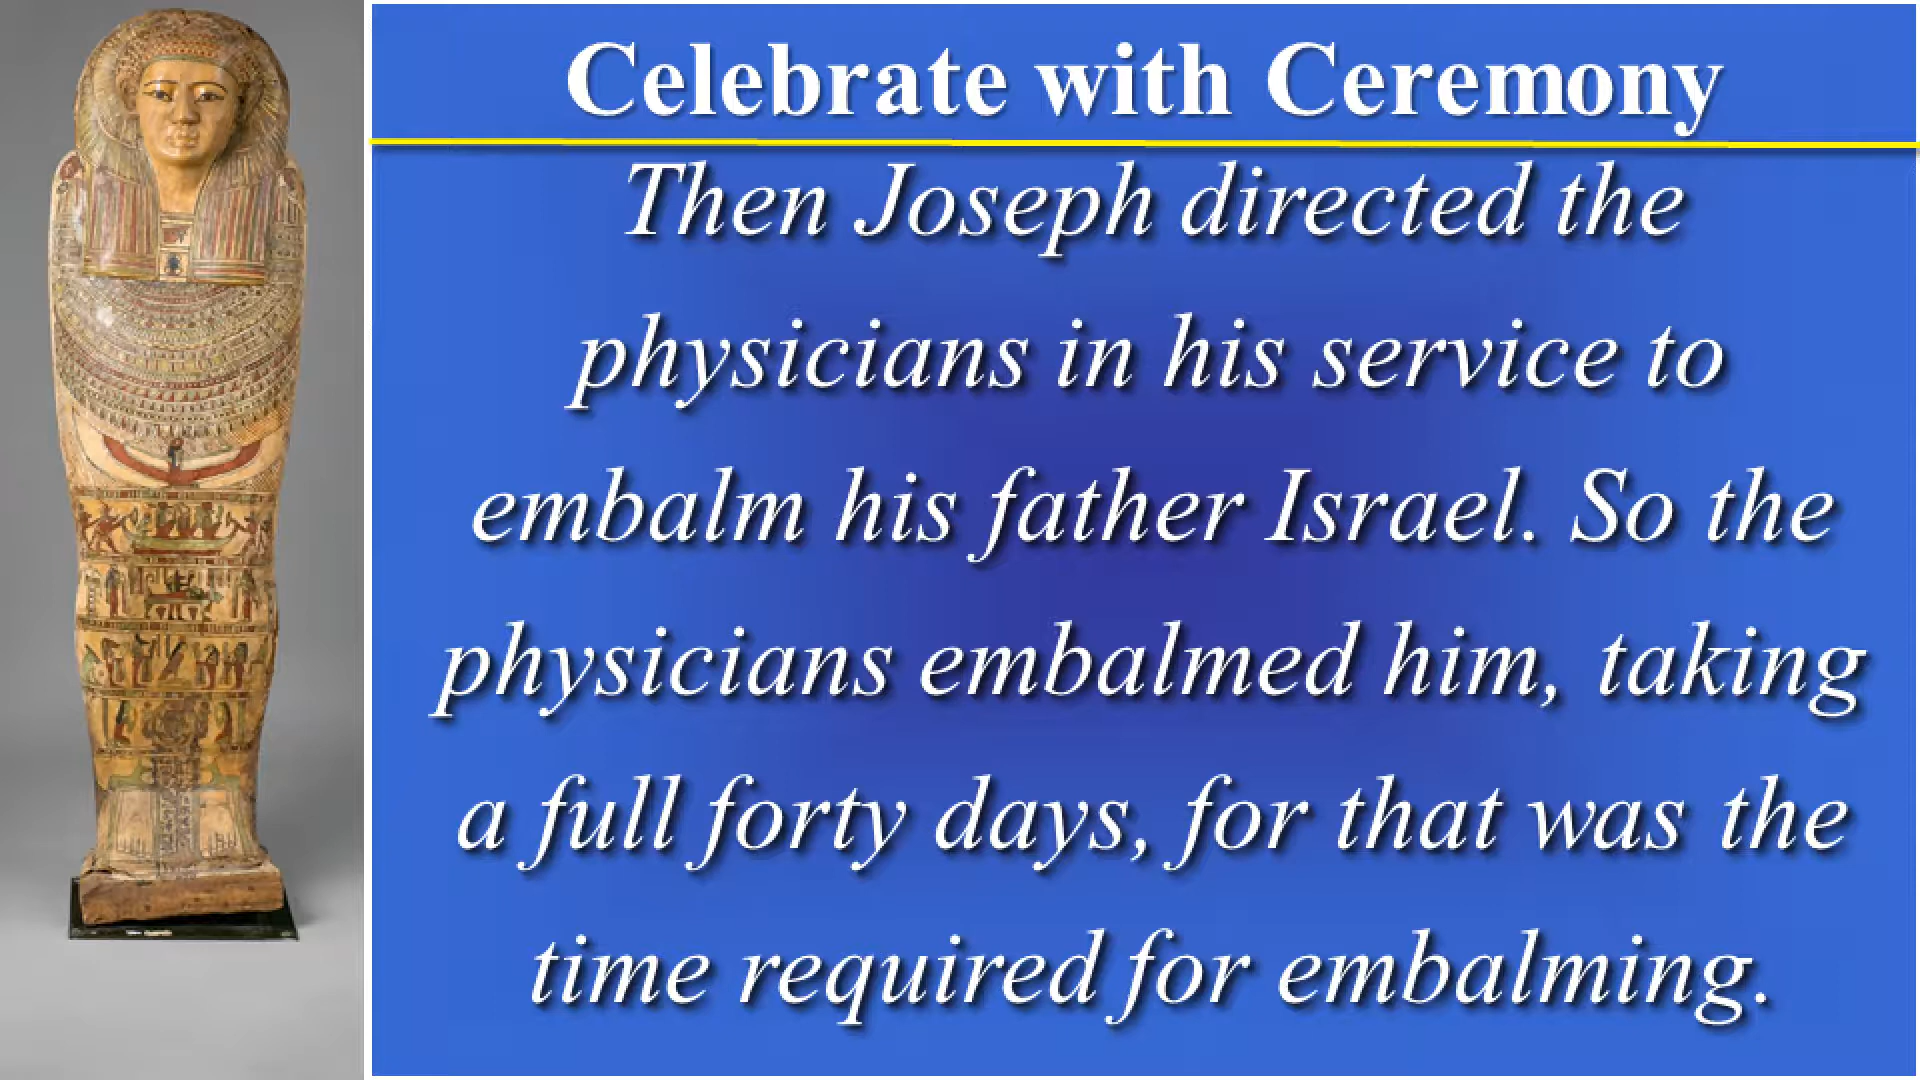 Celebrate with Ceremony
Then Joseph directed the
physicians in his service to
embalm his father Israel. So the
physicians embalmed him, taking
a full forty days, for that was the
time required for embalming.